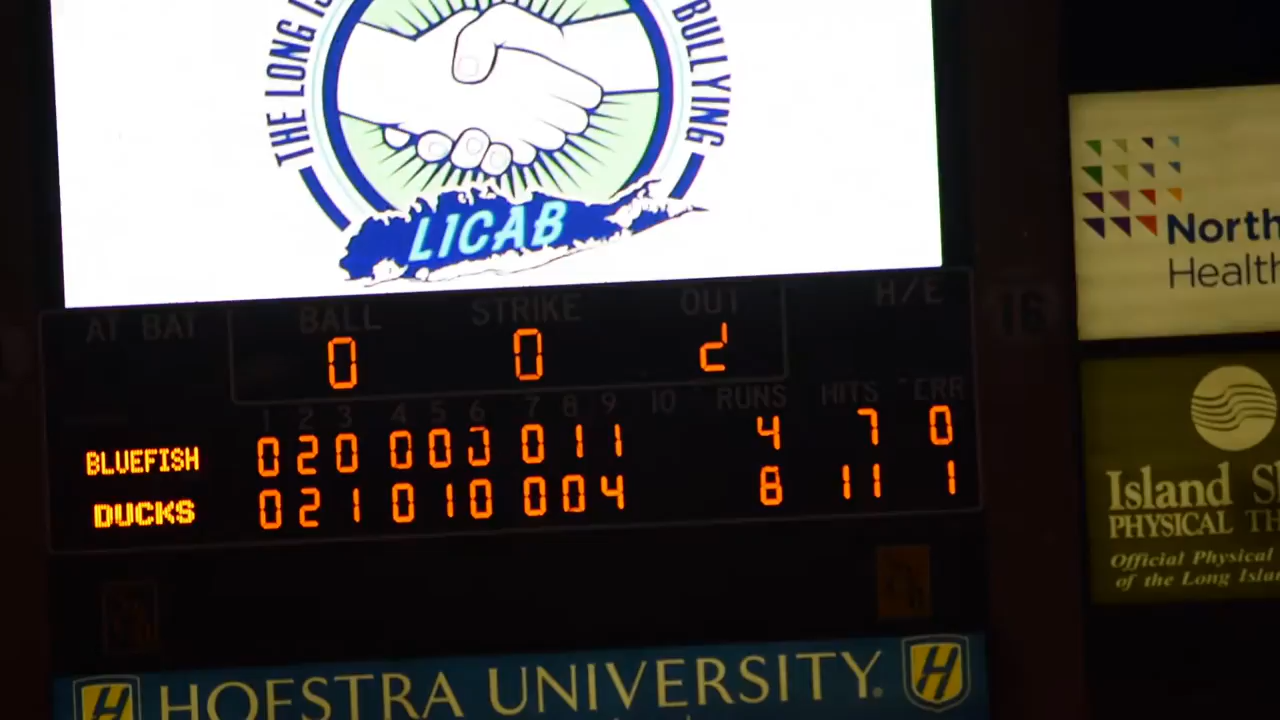 THE LONG IS
BULLYING
LICAB
North
Health
AT BAT BALL STRIKE OUT H/E
0 0 2
16
1 2 3 4 5 6 7 8 9 10 RUNS HITS ERR
BLUEFISH 0 2 0 0 0 0 0 1 1 4 7 0
DUCKS 0 2 1 0 1 0 0 0 4 8 11 1
Island S
PHYSICAL TH
Official Physical
of the Long Islan
H HOFSTRA UNIVERSITY. H